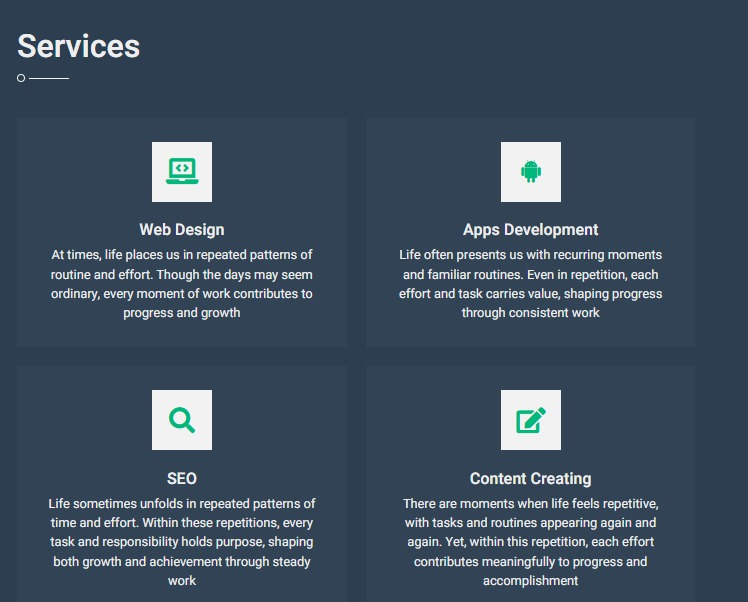 Services
Web Design
At times, life places us in repeated patterns of
routine and effort. Though the days may seem
ordinary, every moment of work contributes to
progress and growth
Apps Development
Life often presents us with recurring moments
and familiar routines. Even in repetition, each
effort and task carries value, shaping progress
through consistent work
SEO
Life sometimes unfolds in repeated patterns of
time and effort. Within these repetitions, every
task and responsibility holds purpose, shaping
both growth and achievement through steady
work
Content Creating
There are moments when life feels repetitive,
with tasks and routines appearing again and
again. Yet, within this repetition, each effort
contributes meaningfully to progress and
accomplishment